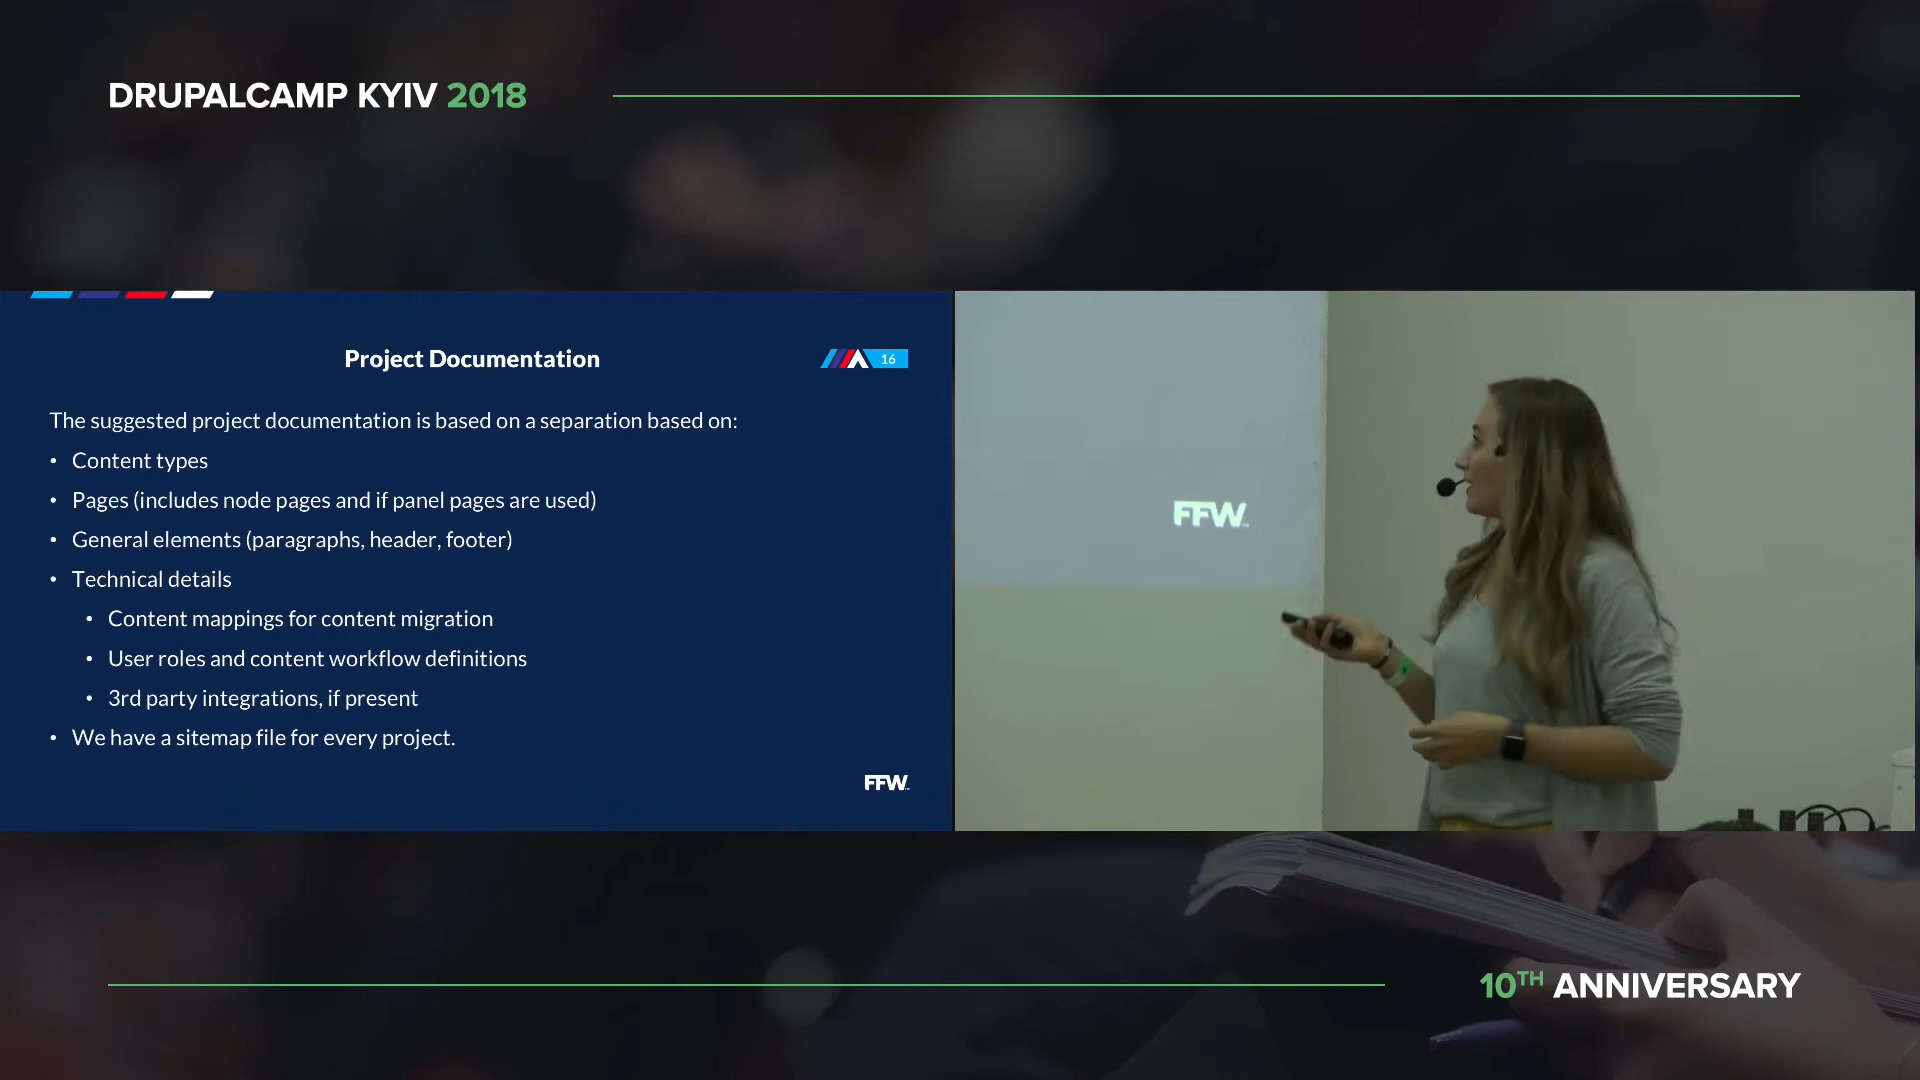 DRUPALCAMP KYIV 2018
Project Documentation
16
The suggested project documentation is based on a separation based on:
• Content types
• Pages (includes node pages and if panel pages are used)
• General elements (paragraphs, header, footer)
• Technical details
• Content mappings for content migration
• User roles and content workflow definitions
• 3rd party integrations, if present
• We have a sitemap file for every project.
FFW
FFW
10TH ANNIVERSARY